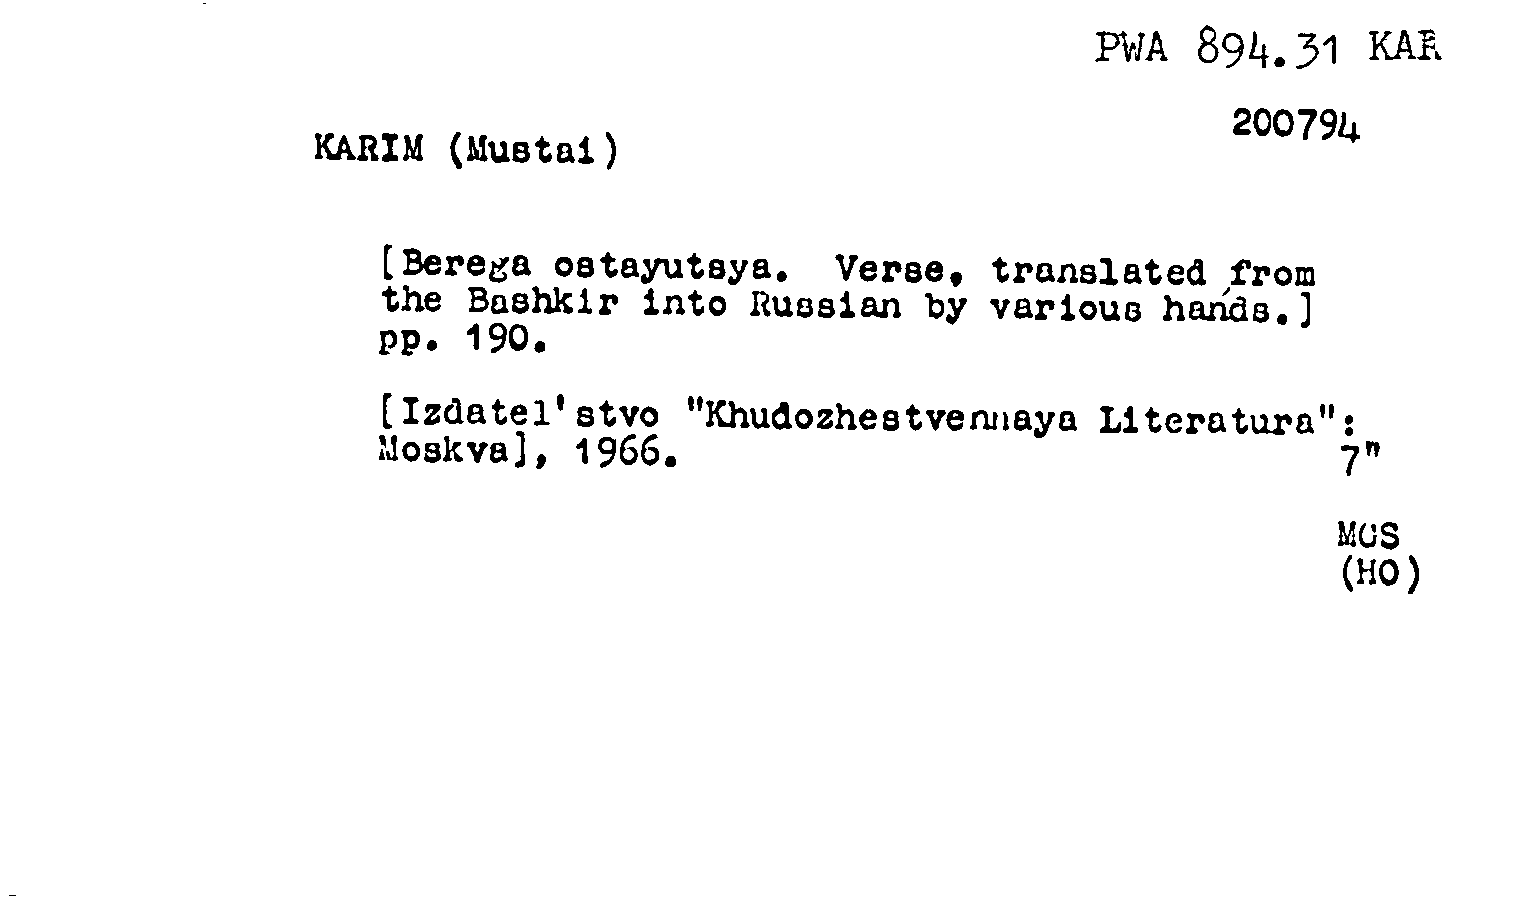 PWA 894.31 KAR
200794
KARIM (Mustai)
[Berega ostayutsya. Verse, translated from
the Bashkir into Russian by various hands.]
pp. 190.
[Izdatel'stvo "Khudozhestvennaya Literatura":
Moskva], 1966.
7"
MGS
(HO)